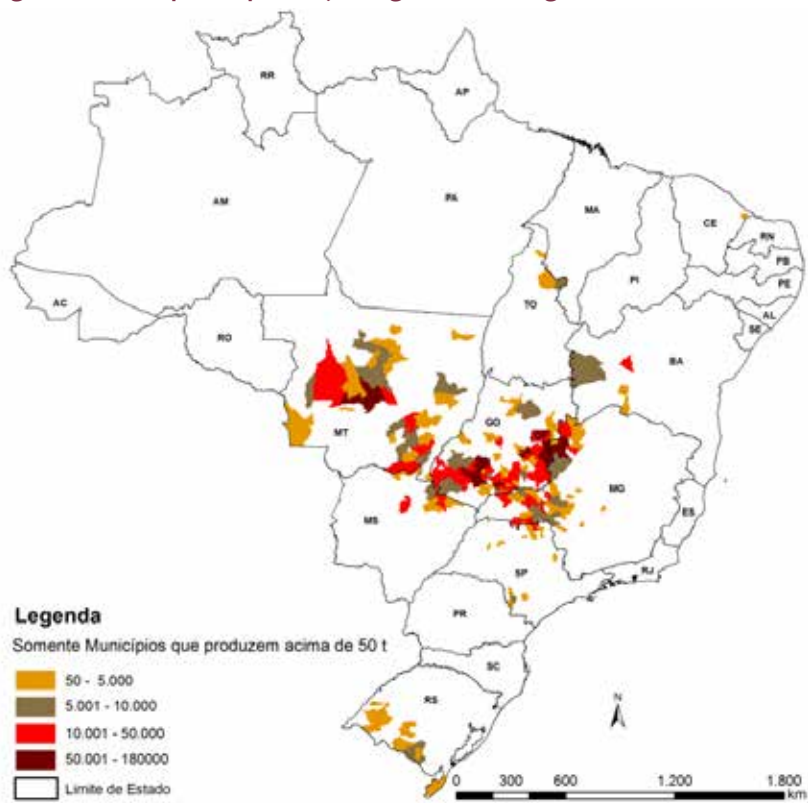 RR
AP
AM
PA
MA
CE
RN
PB
PE
AL
SE
PI
TO
AC
RO
BA
MT
GO
MG
ES
MS
SP
RJ
PR
SC
RS
Legenda
Somente Municípios que produzem acima de 50 t
50 - 5.000
5.001 - 10.000
10.001 - 50.000
50.001 - 180000
Limite de Estado
N
0 300 600 1.200 1.800
km